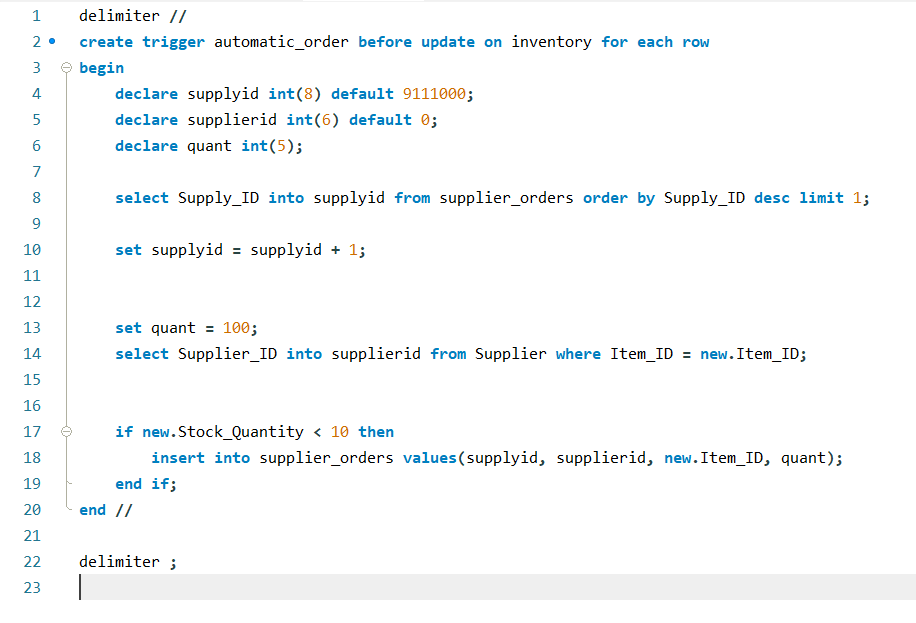 1 delimiter //
2 create trigger automatic_order before update on inventory for each row
3 begin
4 declare supplyid int(8) default 9111000;
5 declare supplierid int(6) default 0;
6 declare quant int(5);
7
8 select Supply_ID into supplyid from supplier_orders order by Supply_ID desc limit 1;
9
10 set supplyid = supplyid + 1;
11
12
13 set quant = 100;
14 select Supplier_ID into supplierid from Supplier where Item_ID = new.Item_ID;
15
16
17 if new.Stock_Quantity < 10 then
18 insert into supplier_orders values(supplyid, supplierid, new.Item_ID, quant);
19 end if;
20 end //
21
22 delimiter ;
23